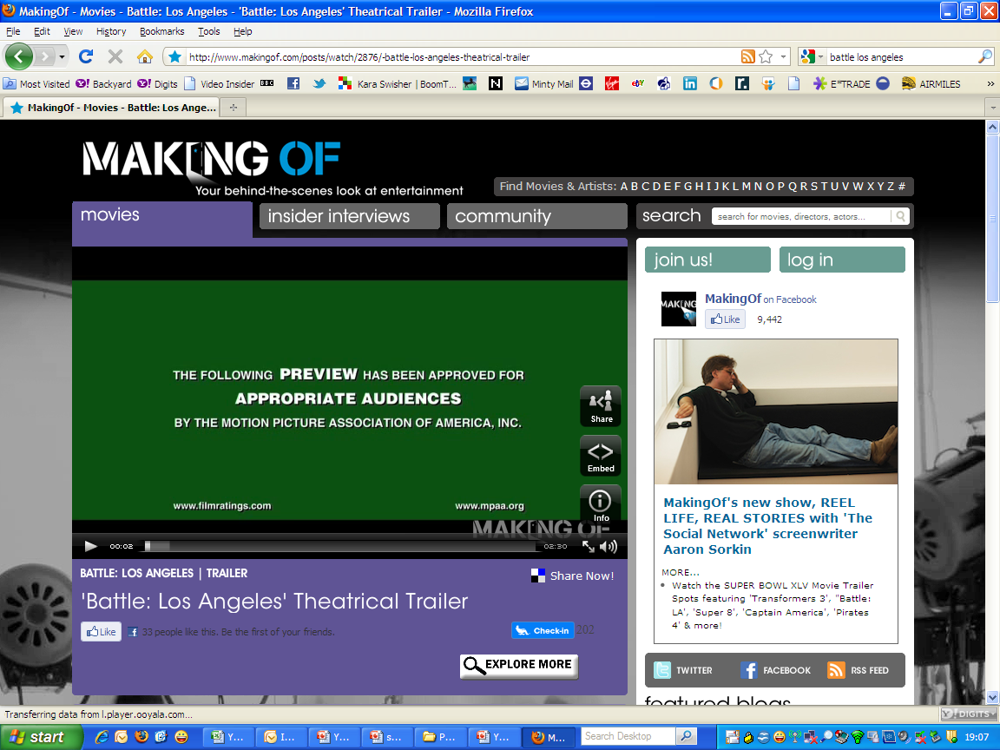 MakingOf - Movies - Battle: Los Angeles - 'Battle: Los Angeles' Theatrical Trailer - Mozilla Firefox
File Edit View History Bookmarks Tools Help
http://www.makingof.com/posts/watch/2876/-battle-los-angeles-theatrical-trailer
battle los angeles
Most Visited Backyard Digits Video Insider BBC Kara Swisher | BoomT... N Minty Mail ebY r. E*TRADE AIRMILES »
MakingOf - Movies - Battle: Los Ange...
MAKING OF
Your behind-the-scenes look at entertainment
Find Movies & Artists: A B C D E F G H I J K L M N O P Q R S T U V W X Y Z #
movies insider interviews community search search for movies, directors, actors...
THE FOLLOWING PREVIEW HAS BEEN APPROVED FOR
APPROPRIATE AUDIENCES
BY THE MOTION PICTURE ASSOCIATION OF AMERICA, INC.
www.filmratings.com www.mpaa.org
Share
Embed
Info
MAKING OF
00:02 02:30
BATTLE: LOS ANGELES | TRAILER Share Now!
'Battle: Los Angeles' Theatrical Trailer
Like 33 people like this. Be the first of your friends. Check-in 202
EXPLORE MORE
join us! log in
MAKING
MakingOf on Facebook
Like 9,442
MakingOf's new show, REEL
LIFE, REAL STORIES with 'The
Social Network' screenwriter
Aaron Sorkin
MORE...
Watch the SUPER BOWL XLV Movie Trailer
Spots featuring 'Transformers 3', "Battle:
LA', 'Super 8', 'Captain America', 'Pirates
4' & more!
TWITTER FACEBOOK RSS FEED
featured blogs
Transferring data from l.player.ooyala.com... Y! DIGITS
start Y... I... Y... s... P... Y... M... Search Desktop 19:07